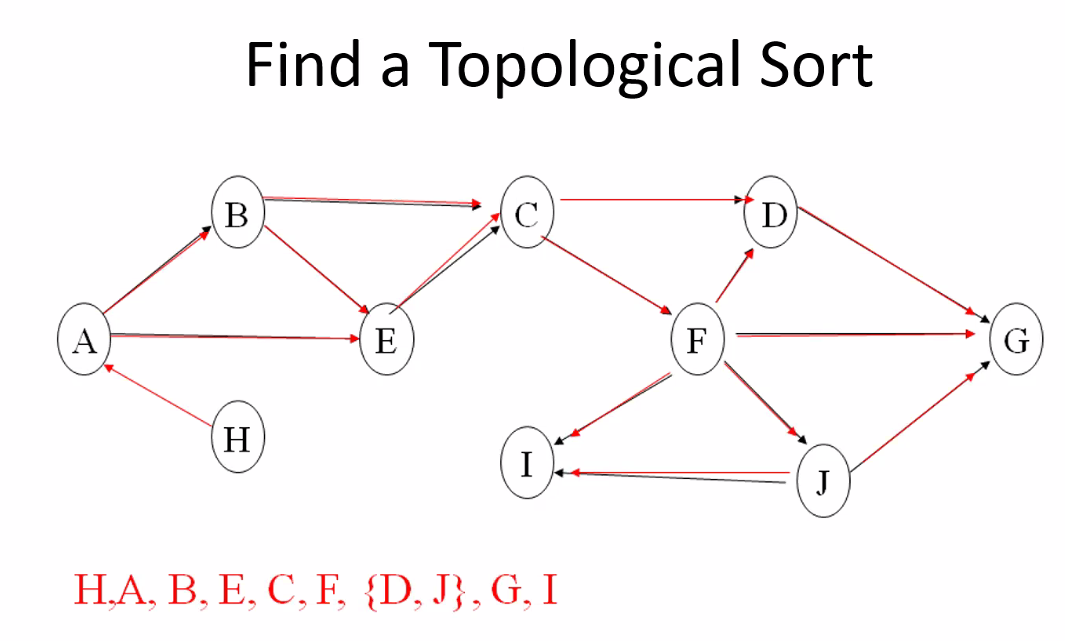 Find a Topological Sort
B
C
D
A
E
F
G
H
I
J
H,A, B, E, C, F, {D, J}, G, I